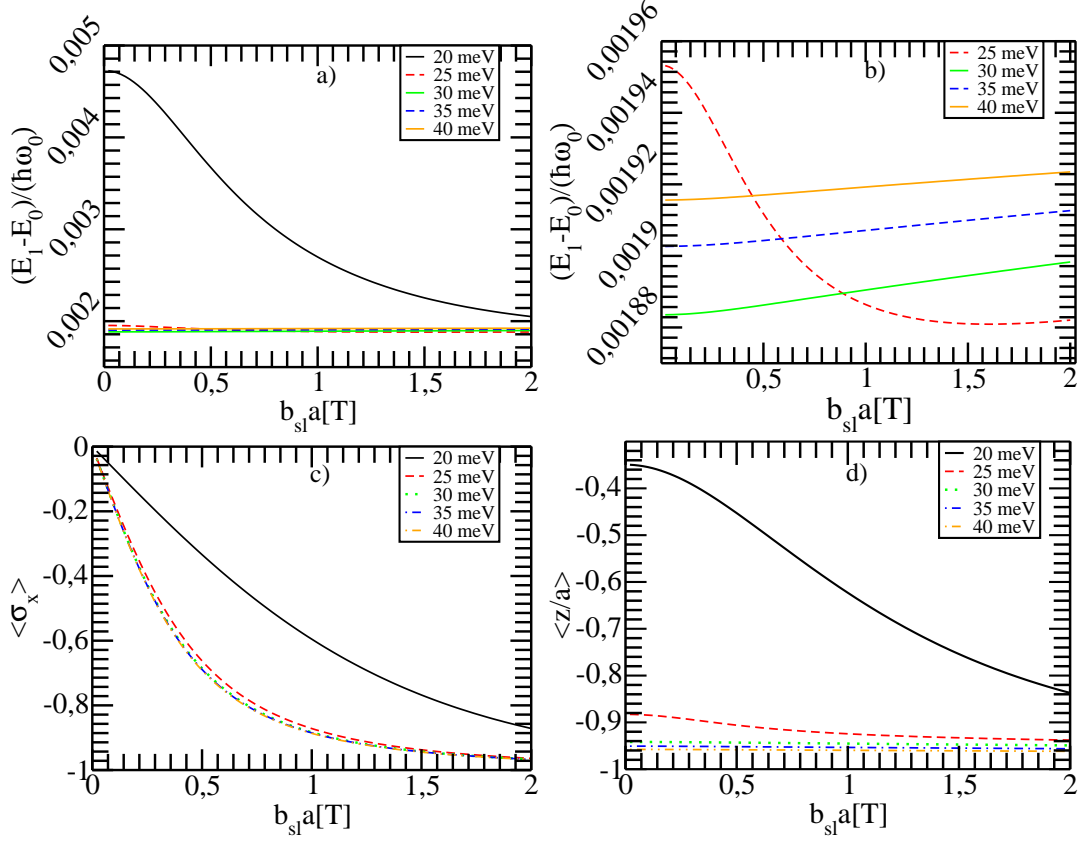 a)
20 meV
25 meV
30 meV
35 meV
40 meV
(E₁-E₀)/(ħω₀)
0,005
0,004
0,003
0,002
0 0,5 1 1,5 2
b_sl a[T]
b)
25 meV
30 meV
35 meV
40 meV
(E₁-E₀)/(ħω₀)
0,00196
0,00194
0,00192
0,0019
0,00188
0,5 1 1,5 2
b_sl a[T]
c)
20 meV
25 meV
30 meV
35 meV
40 meV
<σ_x>
0
-0,2
-0,4
-0,6
-0,8
-1
0 0,5 1 1,5 2
b_sl a[T]
d)
20 meV
25 meV
30 meV
35 meV
40 meV
<z/a>
-0,4
-0,5
-0,6
-0,7
-0,8
-0,9
-1
0 0,5 1 1,5 2
b_sl a[T]